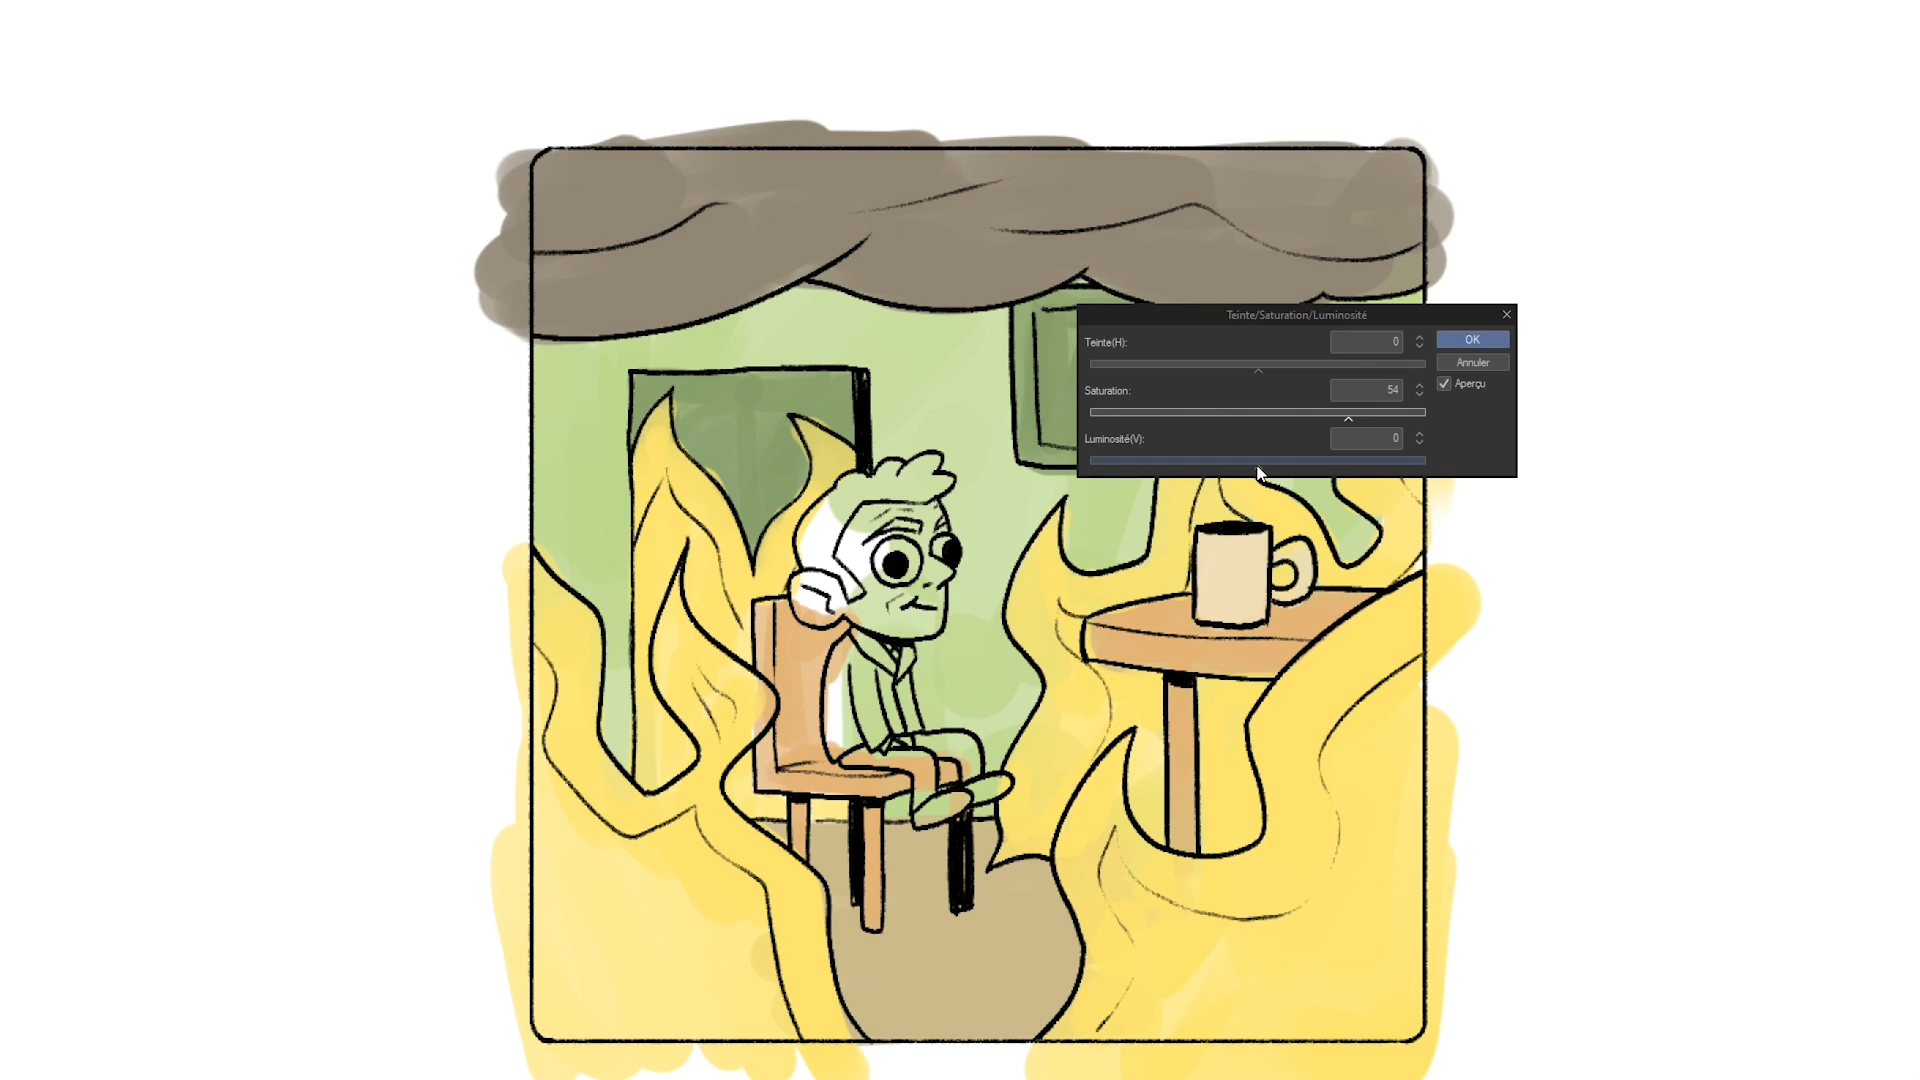 Teinte/Saturation/Luminosité
Teinte(H): 0
OK
Annuler
Saturation: 54
Aperçu
Luminosité(V): 0